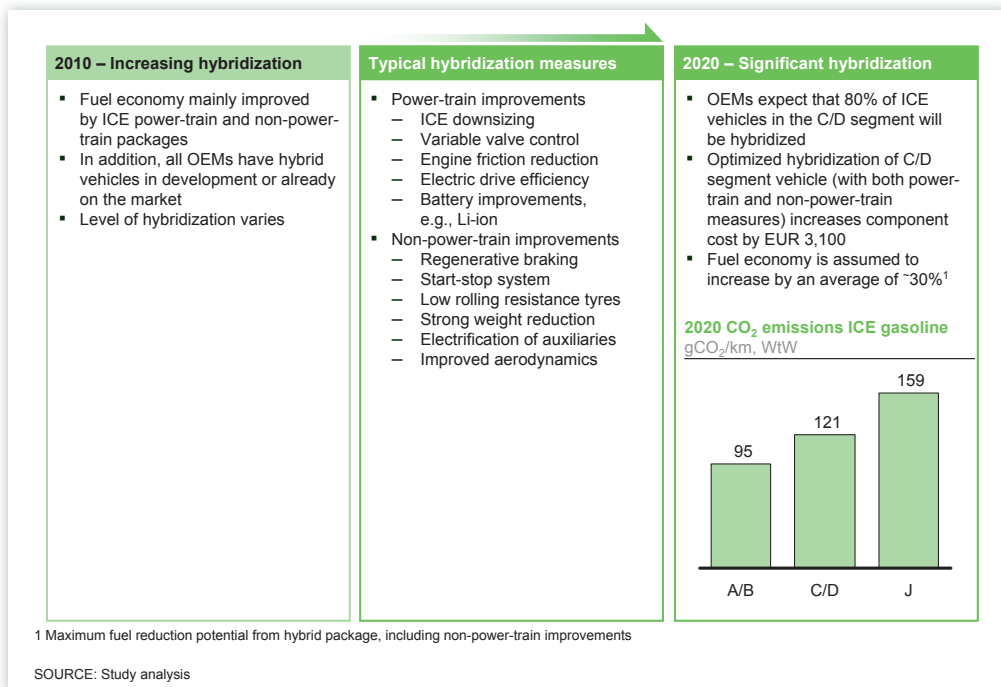 2010 – Increasing hybridization
▪ Fuel economy mainly improved
by ICE power-train and non-power-
train packages
▪ In addition, all OEMs have hybrid
vehicles in development or already
on the market
▪ Level of hybridization varies
Typical hybridization measures
▪ Power-train improvements
– ICE downsizing
– Variable valve control
– Engine friction reduction
– Electric drive efficiency
– Battery improvements,
e.g., Li-ion
▪ Non-power-train improvements
– Regenerative braking
– Start-stop system
– Low rolling resistance tyres
– Strong weight reduction
– Electrification of auxiliaries
– Improved aerodynamics
2020 – Significant hybridization
▪ OEMs expect that 80% of ICE
vehicles in the C/D segment will
be hybridized
▪ Optimized hybridization of C/D
segment vehicle (with both power-
train and non-power-train
measures) increases component
cost by EUR 3,100
▪ Fuel economy is assumed to
increase by an average of ~30%¹
2020 CO₂ emissions ICE gasoline
gCO₂/km, WtW
95
121
159
A/B
C/D
J
1 Maximum fuel reduction potential from hybrid package, including non-power-train improvements
SOURCE: Study analysis